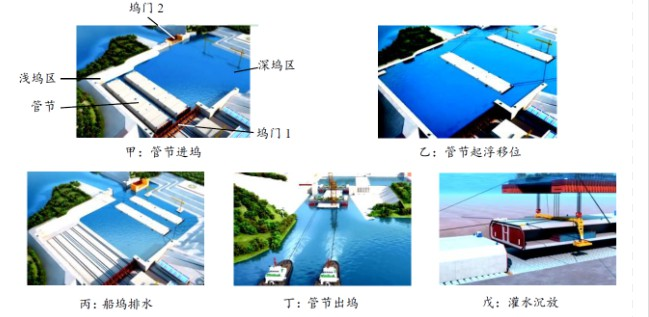 坞门 2
浅坞区
深坞区
管节
坞门 1
甲：管节进坞
乙：管节起浮移位
丙：船坞排水
丁：管节出坞
戊：灌水沉放